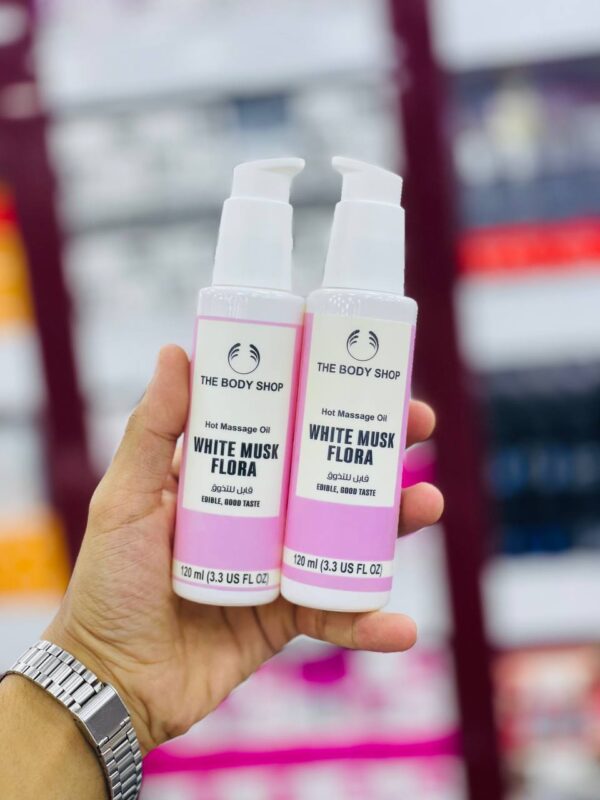 THE BODY SHOP
Hot Massage Oil
WHITE MUSK
FLORA
قابل للتذوق
EDIBLE, GOOD TASTE
120 ml (3.3 US FL OZ)
THE BODY SHOP
Hot Massage Oil
WHITE MUSK
FLORA
قابل للتذوق
EDIBLE, GOOD TASTE
120 ml (3.3 US FL OZ)